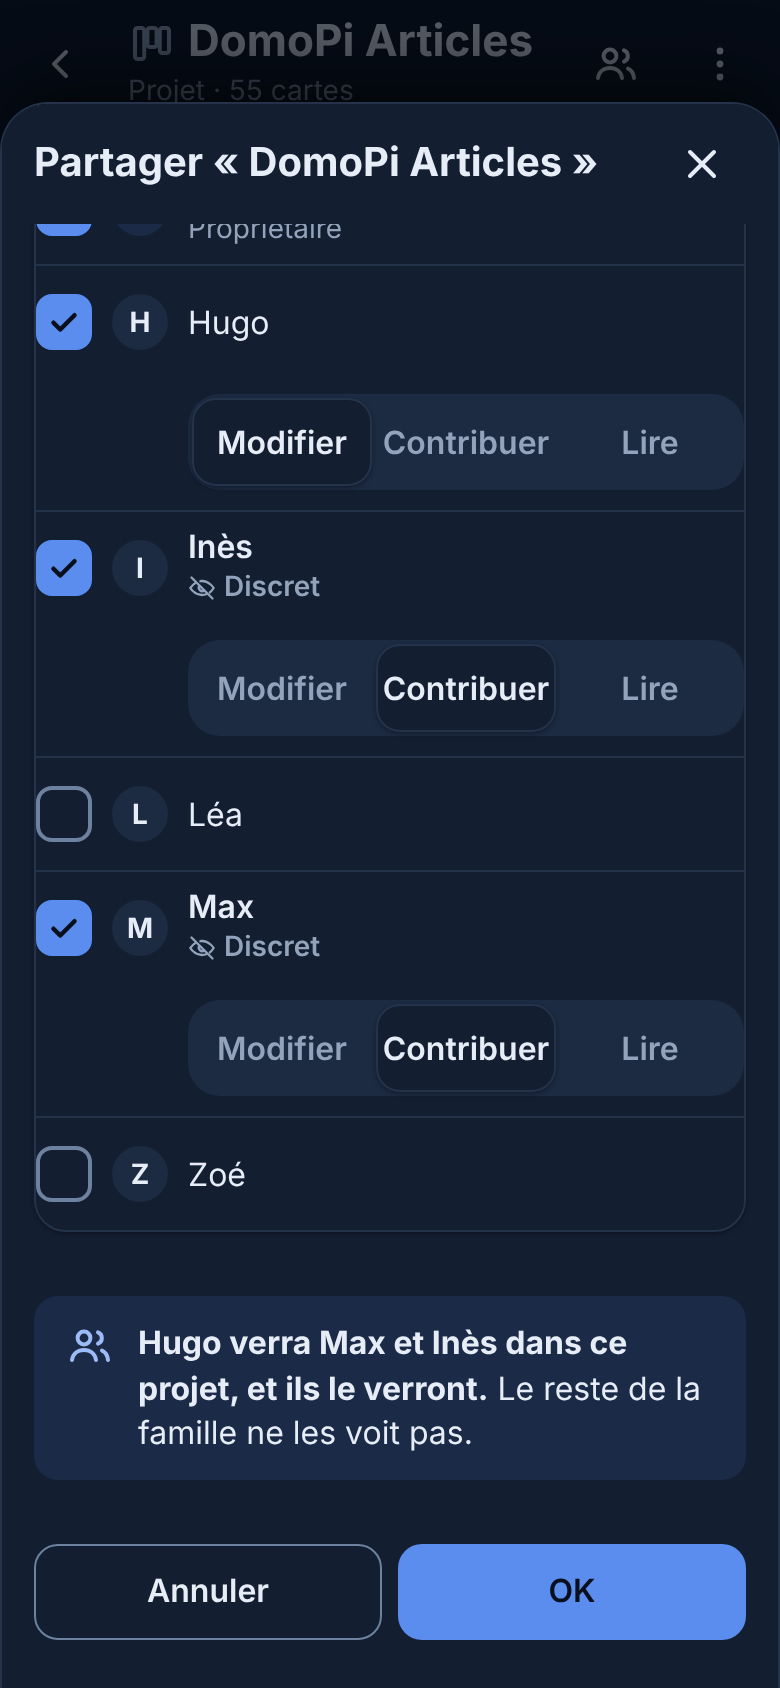 DomoPi Articles
Projet · 55 cartes
Partager « DomoPi Articles »
Propriétaire
H Hugo
Modifier Contribuer Lire
I Inès
Discret
Modifier Contribuer Lire
L Léa
M Max
Discret
Modifier Contribuer Lire
Z Zoé
Hugo verra Max et Inès dans ce
projet, et ils le verront. Le reste de la
famille ne les voit pas.
Annuler OK